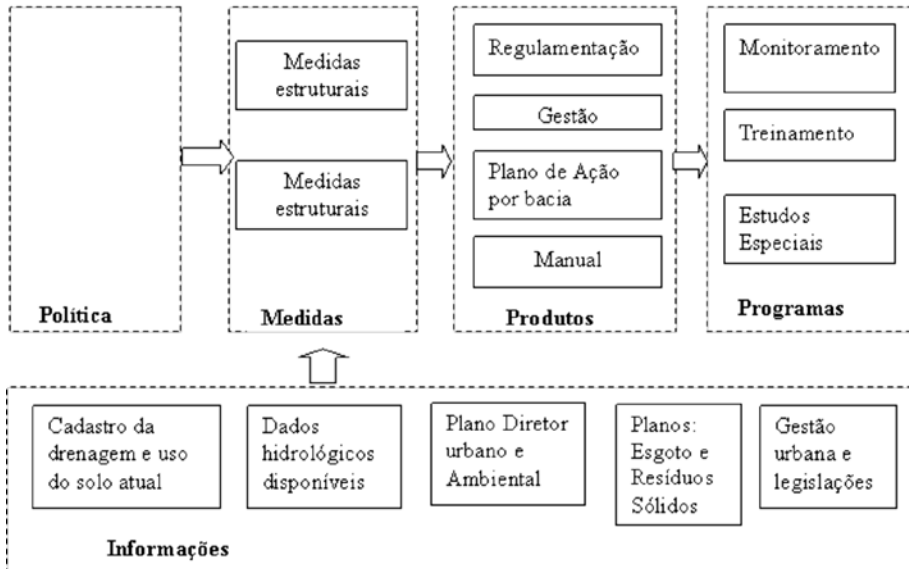 Política
Medidas
estruturais
Medidas
estruturais
Medidas
Regulamentação
Gestão
Plano de Ação
por bacia
Manual
Produtos
Monitoramento
Treinamento
Estudos
Especiais
Programas
Cadastro da
drenagem e uso
do solo atual
Dados
hidrológicos
disponíveis
Plano Diretor
urbano e
Ambiental
Planos:
Esgoto e
Resíduos
Sólidos
Gestão
urbana e
legislações
Informações